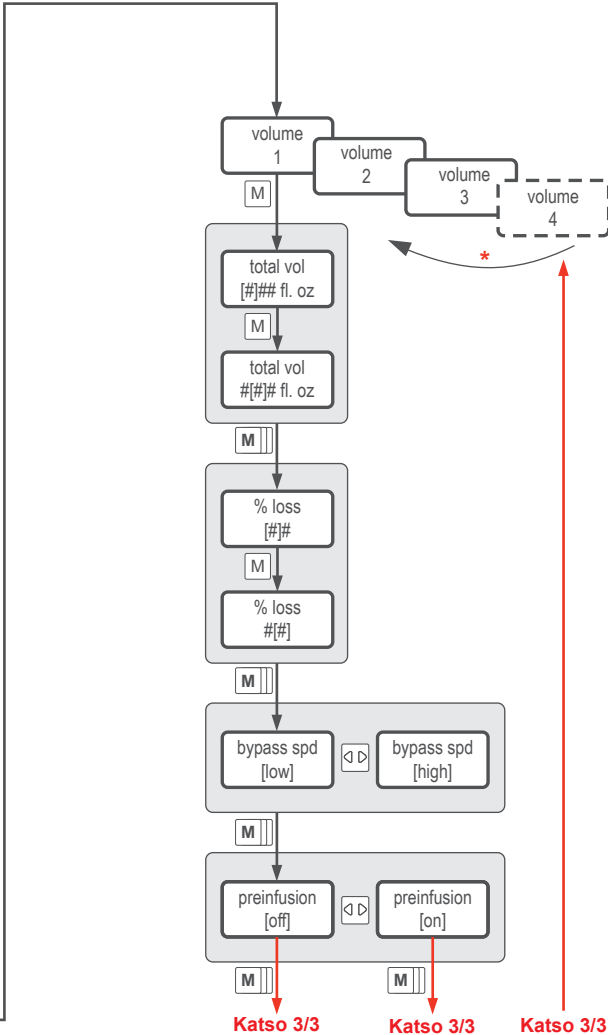 volume
1
volume
2
volume
3
volume
4
M
*
total vol
[#]## fl. oz
M
total vol
#[#]# fl. oz
M
% loss
[#]#
M
% loss
#[#]
M
bypass spd
[low]
bypass spd
[high]
M
preinfusion
[off]
preinfusion
[on]
M
M
Katso 3/3
Katso 3/3
Katso 3/3